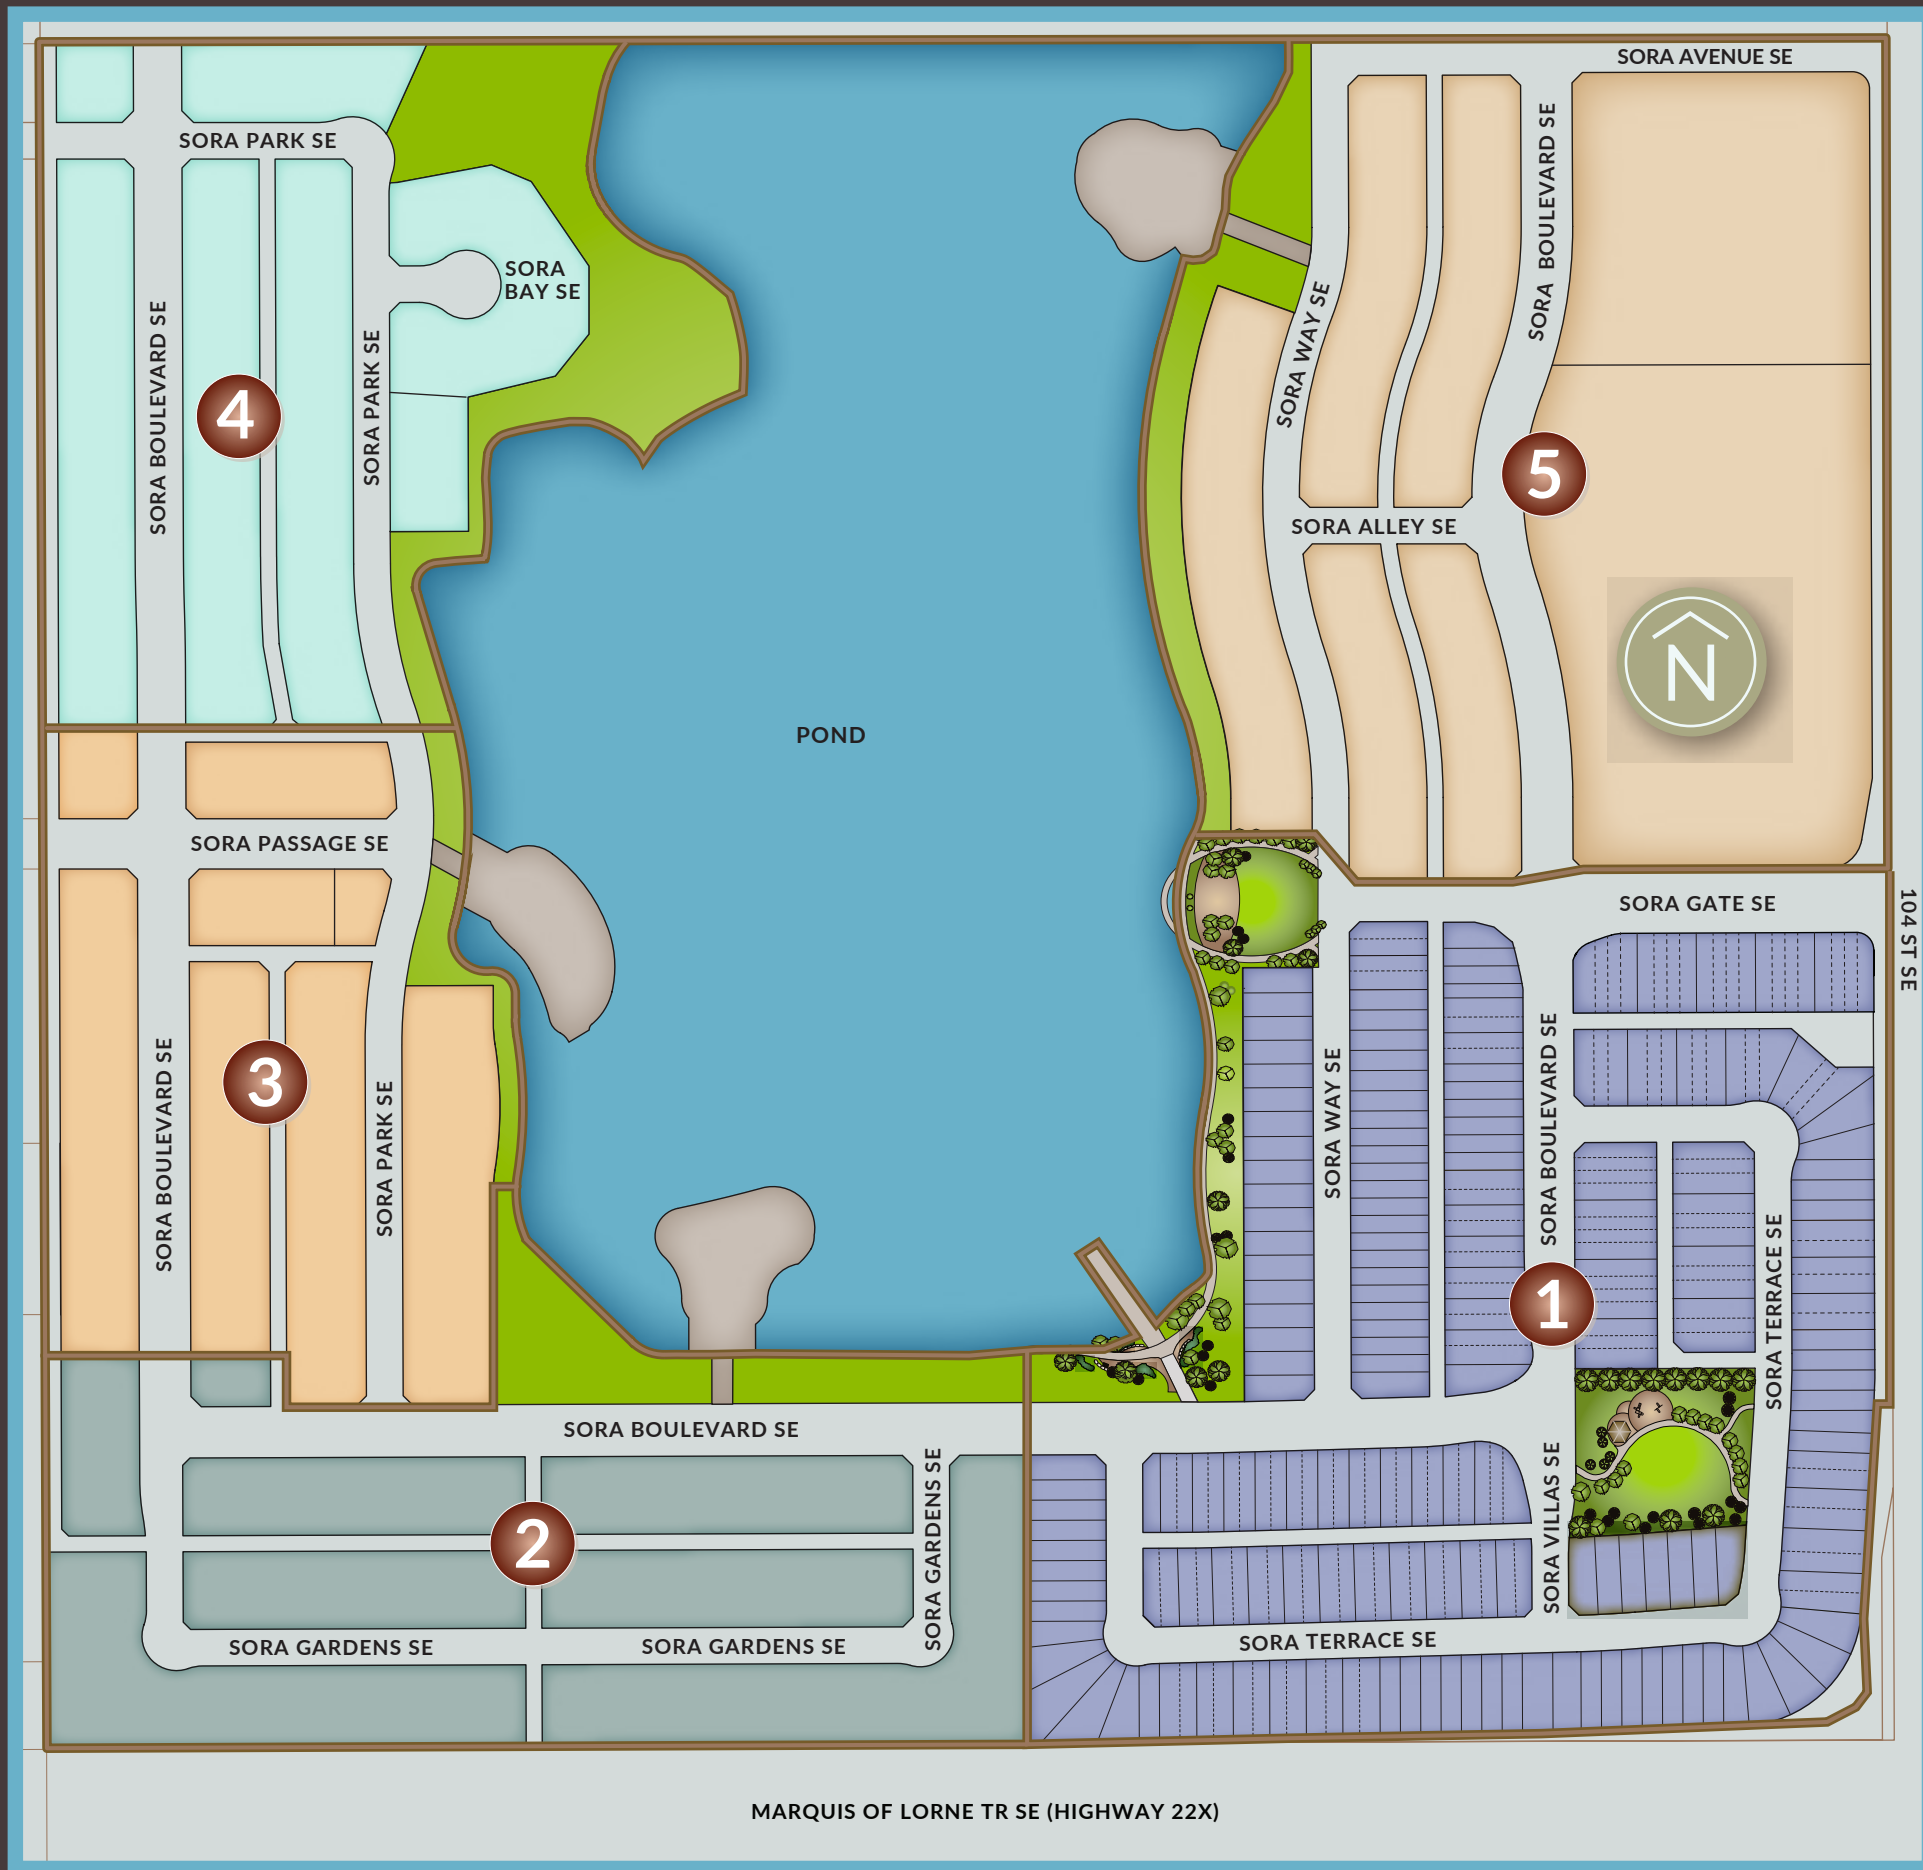 SORA AVENUE SE
SORA PARK SE
SORA BOULEVARD SE
SORA
BAY SE
SORA WAY SE
SORA BOULEVARD SE
SORA PARK SE
4
5
SORA ALLEY SE
N
POND
SORA PASSAGE SE
SORA GATE SE
104 ST SE
SORA BOULEVARD SE
3
SORA PARK SE
SORA WAY SE
SORA BOULEVARD SE
1
SORA TERRACE SE
SORA BOULEVARD SE
SORA GARDENS SE
SORA VILLAS SE
2
SORA GARDENS SE
SORA GARDENS SE
SORA TERRACE SE
MARQUIS OF LORNE TR SE (HIGHWAY 22X)